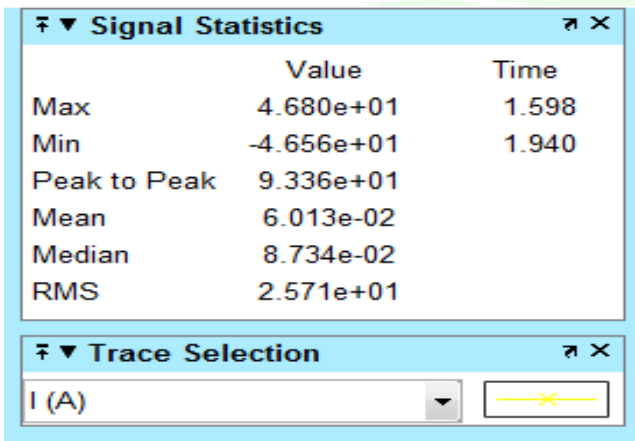 Signal Statistics
Value Time
Max 4.680e+01 1.598
Min -4.656e+01 1.940
Peak to Peak 9.336e+01
Mean 6.013e-02
Median 8.734e-02
RMS 2.571e+01
Trace Selection
I (A)